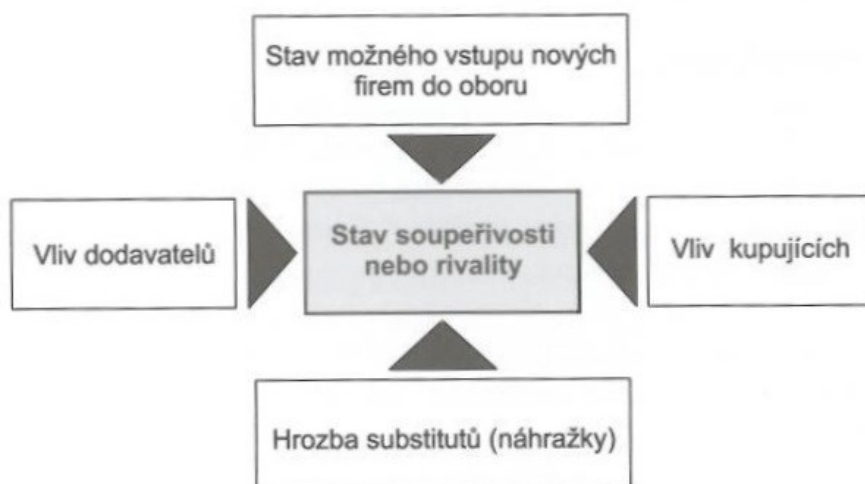 Stav možného vstupu nových
firem do oboru
Vliv dodavatelů
Stav soupeřivosti
nebo rivality
Vliv kupujících
Hrozba substitutů (náhražky)